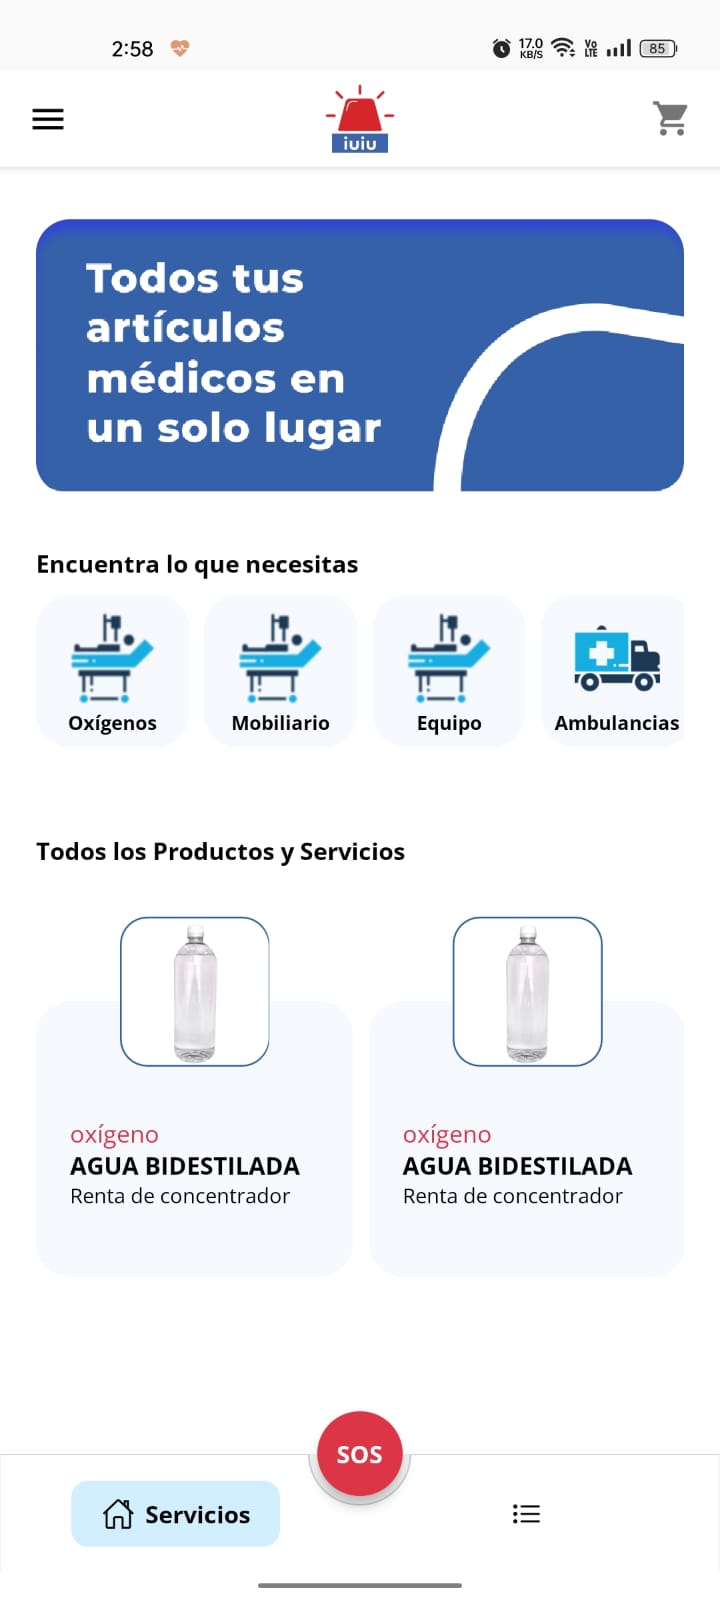 2:58
17.0
KB/S
Vo
LTE
85
iuiu
Todos tus
artículos
médicos en
un solo lugar
Encuentra lo que necesitas
Oxígenos
Mobiliario
Equipo
Ambulancias
Todos los Productos y Servicios
oxígeno
AGUA BIDESTILADA
Renta de concentrador
oxígeno
AGUA BIDESTILADA
Renta de concentrador
SOS
Servicios